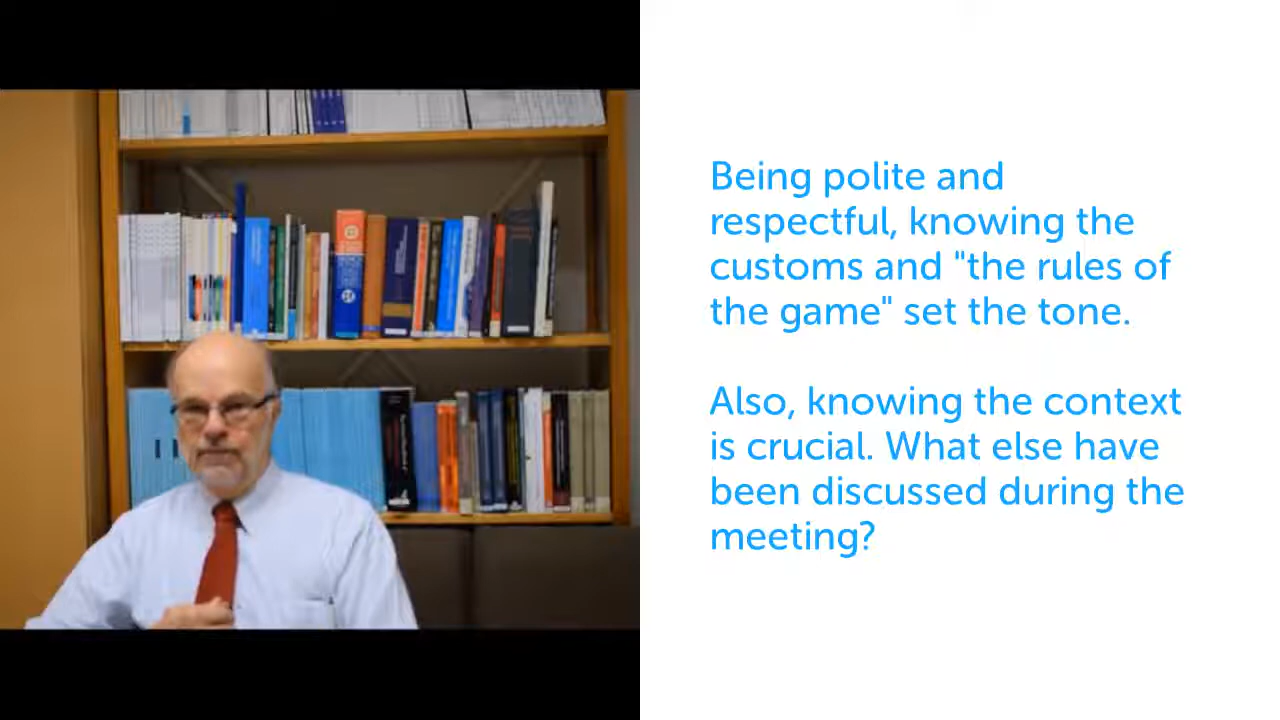 Being polite and
respectful, knowing the
customs and "the rules of
the game" set the tone.
Also, knowing the context
is crucial. What else have
been discussed during the
meeting?